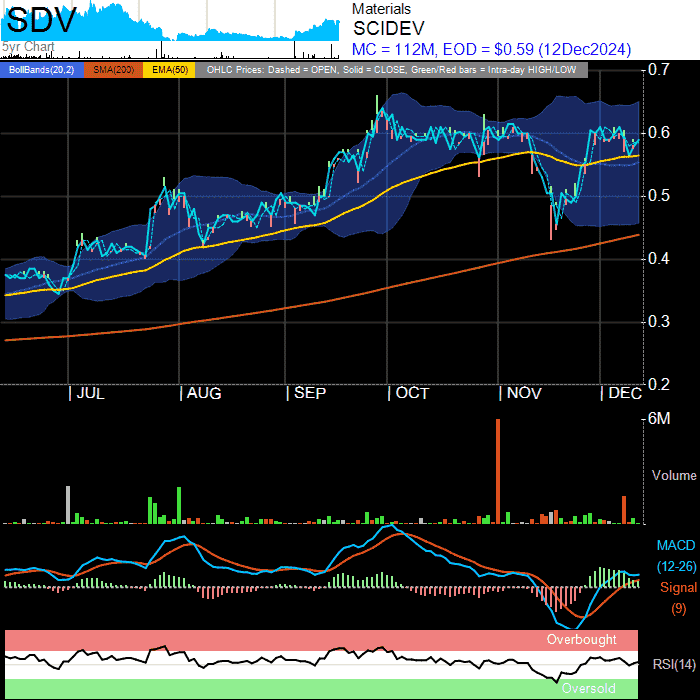 SDV
5yr Chart
Materials
SCIDEV
MC = 112M, EOD = $0.59 (12Dec2024)
BollBands(20,2) SMA(200) EMA(50) OHLC Prices: Dashed = OPEN, Solid = CLOSE, Green/Red bars = Intra-day HIGH/LOW
0.7
0.6
0.5
0.4
0.3
0.2
| JUL | AUG | SEP | OCT | NOV | DEC
6M
Volume
MACD
(12-26)
Signal
(9)
Overbought
RSI(14)
Oversold